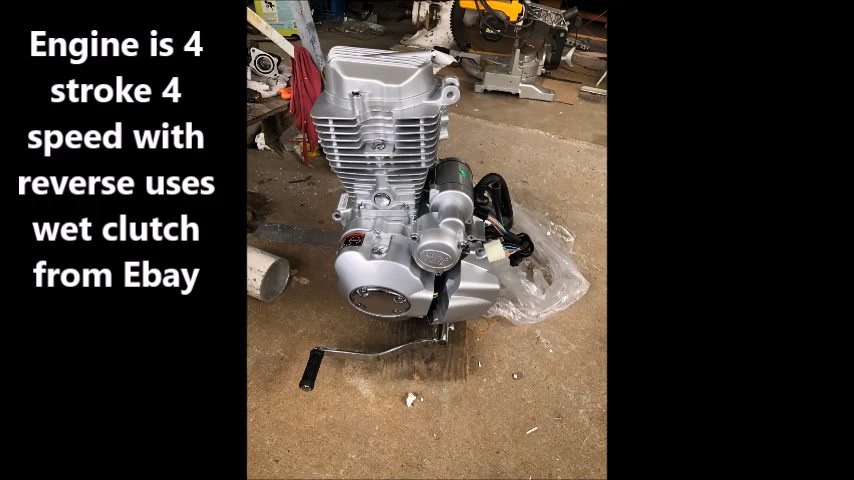 Engine is 4
stroke 4
speed with
reverse uses
wet clutch
from Ebay